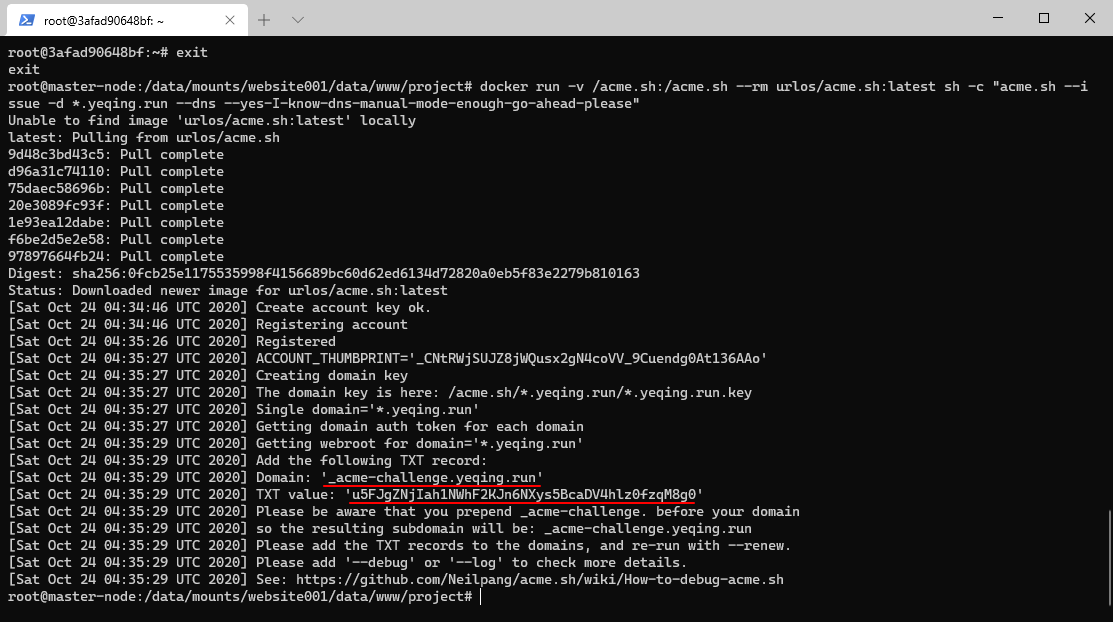 root@3afad90648bf: ~
root@3afad90648bf:~# exit
exit
root@master-node:/data/mounts/website001/data/www/project# docker run -v /acme.sh:/acme.sh --rm urlos/acme.sh:latest sh -c "acme.sh --i
ssue -d *.yeqing.run --dns --yes-I-know-dns-manual-mode-enough-go-ahead-please"
Unable to find image 'urlos/acme.sh:latest' locally
latest: Pulling from urlos/acme.sh
9d48c3bd43c5: Pull complete
d96a31c74110: Pull complete
75daec58696b: Pull complete
20e3089fc93f: Pull complete
1e93ea12dabe: Pull complete
f6be2d5e2e58: Pull complete
97897664fb24: Pull complete
Digest: sha256:0fcb25e1175535998f4156689bc60d62ed6134d72820a0eb5f83e2279b810163
Status: Downloaded newer image for urlos/acme.sh:latest
[Sat Oct 24 04:34:46 UTC 2020] Create account key ok.
[Sat Oct 24 04:34:46 UTC 2020] Registering account
[Sat Oct 24 04:35:26 UTC 2020] Registered
[Sat Oct 24 04:35:27 UTC 2020] ACCOUNT_THUMBPRINT='_CNtRWjSUJZ8jWQusx2gN4coVV_9Cuendg0At136AAo'
[Sat Oct 24 04:35:27 UTC 2020] Creating domain key
[Sat Oct 24 04:35:27 UTC 2020] The domain key is here: /acme.sh/*.yeqing.run/*.yeqing.run.key
[Sat Oct 24 04:35:27 UTC 2020] Single domain='*.yeqing.run'
[Sat Oct 24 04:35:27 UTC 2020] Getting domain auth token for each domain
[Sat Oct 24 04:35:29 UTC 2020] Getting webroot for domain='*.yeqing.run'
[Sat Oct 24 04:35:29 UTC 2020] Add the following TXT record:
[Sat Oct 24 04:35:29 UTC 2020] Domain: '_acme-challenge.yeqing.run'
[Sat Oct 24 04:35:29 UTC 2020] TXT value: 'u5FJgZNjIah1NWhF2KJn6NXys5BcaDV4hlz0fzqM8g0'
[Sat Oct 24 04:35:29 UTC 2020] Please be aware that you prepend _acme-challenge. before your domain
[Sat Oct 24 04:35:29 UTC 2020] so the resulting subdomain will be: _acme-challenge.yeqing.run
[Sat Oct 24 04:35:29 UTC 2020] Please add the TXT records to the domains, and re-run with --renew.
[Sat Oct 24 04:35:29 UTC 2020] Please add '--debug' or '--log' to check more details.
[Sat Oct 24 04:35:29 UTC 2020] See: https://github.com/Neilpang/acme.sh/wiki/How-to-debug-acme.sh
root@master-node:/data/mounts/website001/data/www/project#